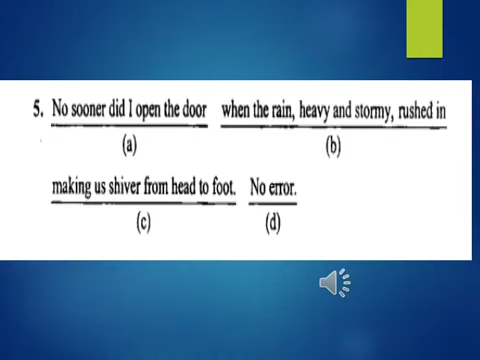 5. No sooner did I open the door when the rain, heavy and stormy, rushed in
(a) (b)
making us shiver from head to foot. No error.
(c) (d)